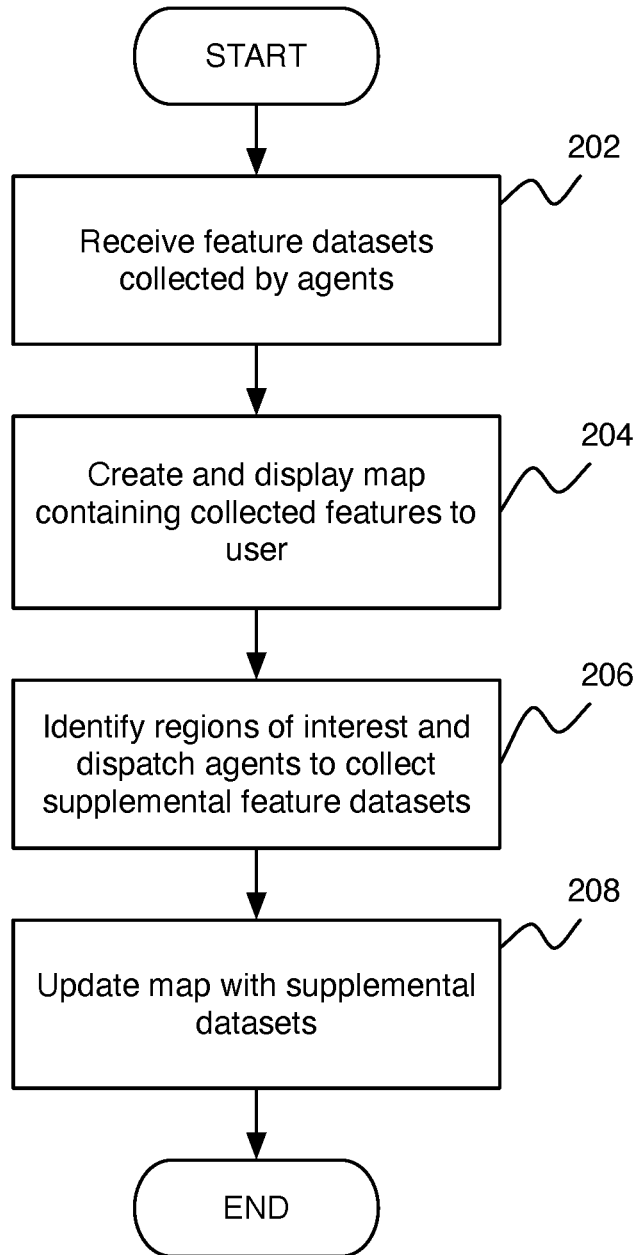 START
202
Receive feature datasets
collected by agents
204
Create and display map
containing collected features to
user
206
Identify regions of interest and
dispatch agents to collect
supplemental feature datasets
208
Update map with supplemental
datasets
END